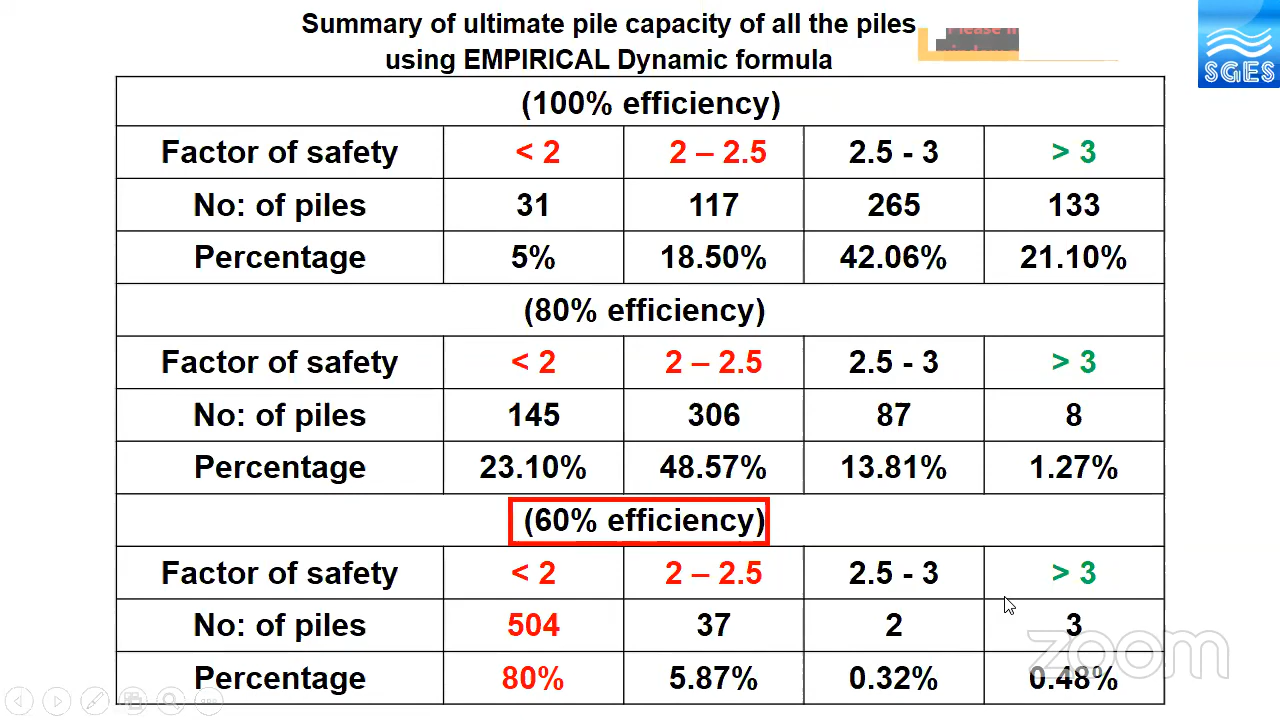 Summary of ultimate pile capacity of all the piles
using EMPIRICAL Dynamic formula
Please
SGES
(100% efficiency)
Factor of safety < 2 2 – 2.5 2.5 - 3 > 3
No: of piles 31 117 265 133
Percentage 5% 18.50% 42.06% 21.10%
(80% efficiency)
Factor of safety < 2 2 – 2.5 2.5 - 3 > 3
No: of piles 145 306 87 8
Percentage 23.10% 48.57% 13.81% 1.27%
(60% efficiency)
Factor of safety < 2 2 – 2.5 2.5 - 3 > 3
No: of piles 504 37 2 3
Percentage 80% 5.87% 0.32% 0.48%
zoom